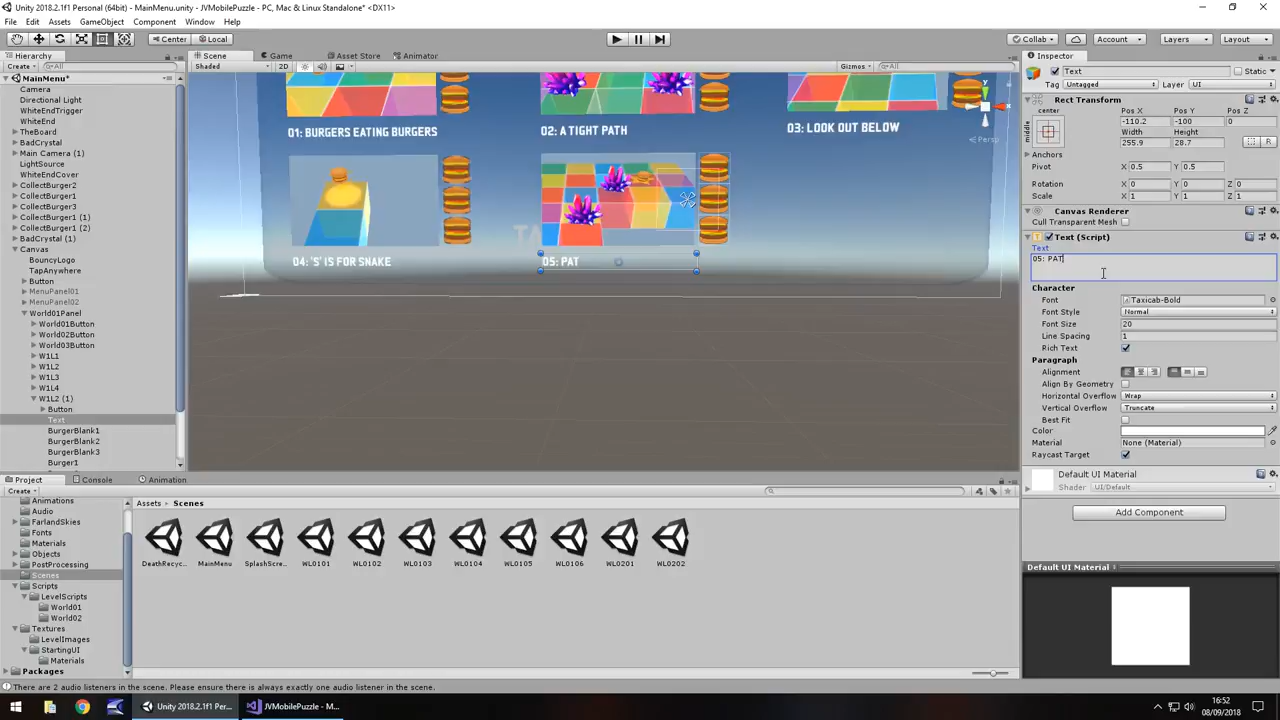 Unity 2018.2.1f1 Personal (64bit) - MainMenu.unity - JVMobilePuzzle - PC, Mac & Linux Standalone* <DX11>
File Edit Assets GameObject Component Window Help
Center Local Collab Account Layers Layout
Hierarchy
Create All
MainMenu*
Camera
Directional Light
WhiteEndTrigger
WhiteEnd
TheBoard
BadCrystal
Main Camera (1)
LightSource
WhiteEndCover
CollectBurger2
CollectBurger3
CollectBurger1
CollectBurger1 (1)
CollectBurger1 (2)
BadCrystal (1)
Canvas
BouncyLogo
TapAnywhere
Button
MenuPanel01
MenuPanel02
World01Panel
World01Button
World02Button
World03Button
W1L1
W1L2
W1L3
W1L4
W1L2 (1)
Button
Text
BurgerBlank1
BurgerBlank2
BurgerBlank3
Burger1
Scene Game Asset Store Animator
Shaded 2D Gizmos All
Persp
01: BURGERS EATING BURGERS
02: A TIGHT PATH
03: LOOK OUT BELOW
04: 'S' IS FOR SNAKE
05: PAT
Inspector
Text Static
Tag Untagged Layer UI
Rect Transform
center Pos X Pos Y Pos Z
middle -110.2 -100 0
Width Height
255.9 28.7 R
Anchors
Pivot X 0.5 Y 0.5
Rotation X 0 Y 0 Z 0
Scale X 1 Y 1 Z 1
Canvas Renderer
Cull Transparent Mesh
Text (Script)
Text
05: PAT
Character
Font Taxicab-Bold
Font Style Normal
Font Size 20
Line Spacing 1
Rich Text
Paragraph
Alignment
Align By Geometry
Horizontal Overflow Wrap
Vertical Overflow Truncate
Best Fit
Color
Material None (Material)
Raycast Target
Default UI Material
Shader UI/Default
Add Component
Default UI Material
Project Console Animation
Create
Animations
Audio
FarlandSkies
Fonts
Materials
Objects
PostProcessing
Scenes
Scripts
LevelScripts
World01
World02
Textures
LevelImages
StartingUI
Materials
Packages
Assets Scenes
DeathRecyc... MainMenu SplashScre... WL0101 WL0102 WL0103 WL0104 WL0105 WL0106 WL0201 WL0202
There are 2 audio listeners in the scene. Please ensure there is always exactly one audio listener in the scene.
Unity 2018.2.1f1 Per... JVMobilePuzzle - M...
16:52
08/09/2018